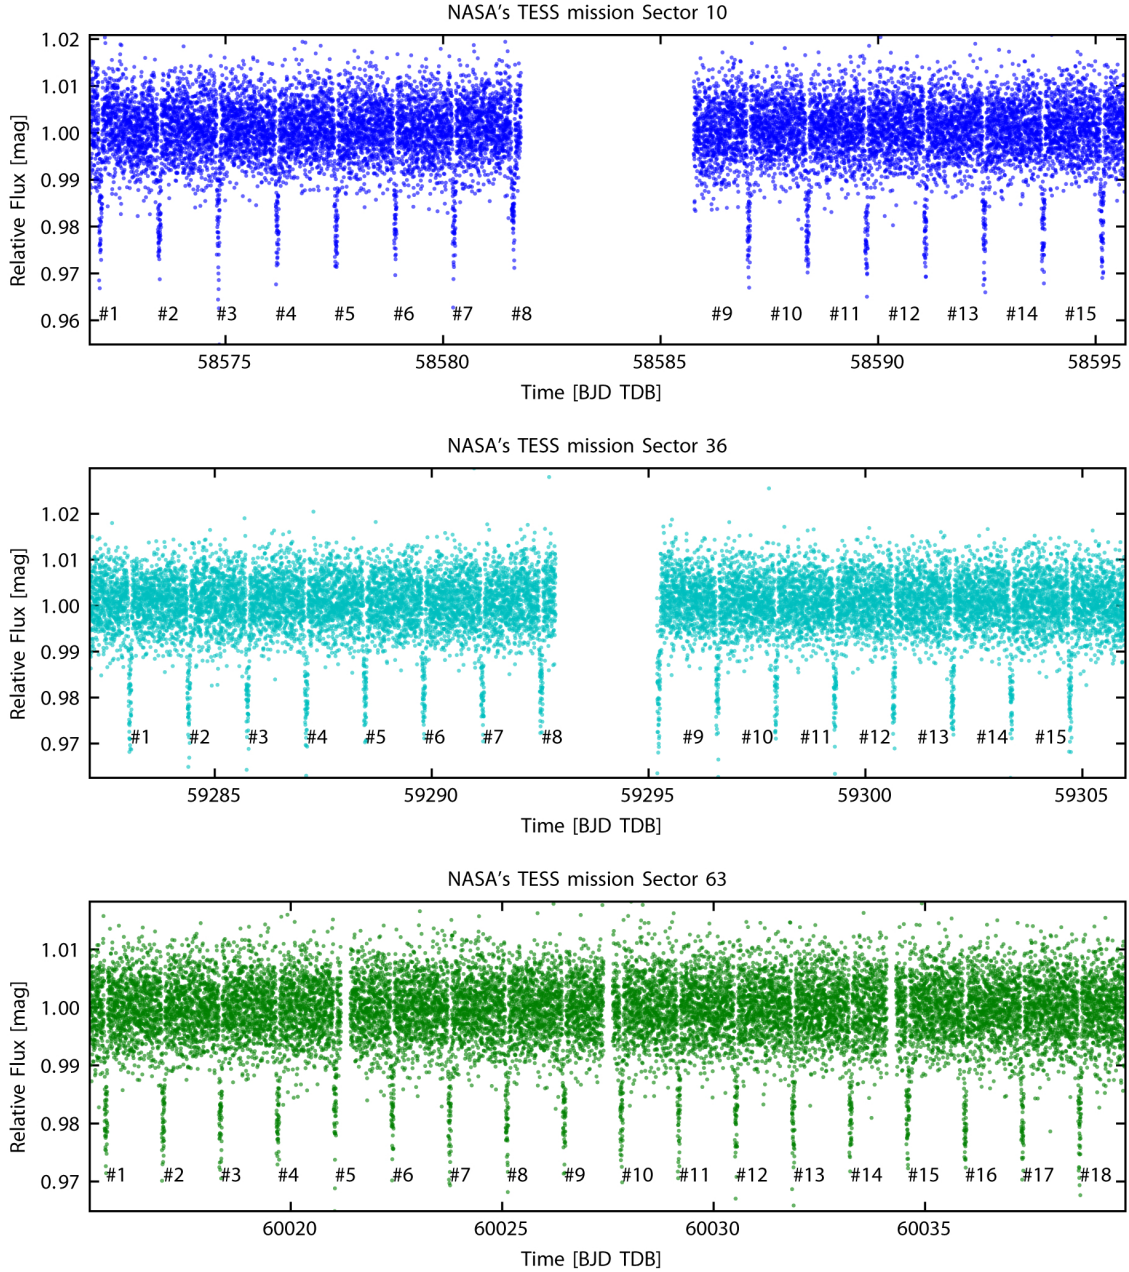 NASA's TESS mission Sector 10
1.02
1.01
1.00
0.99
0.98
0.97
0.96
Relative Flux [mag]
#1 #2 #3 #4 #5 #6 #7 #8 #9 #10 #11 #12 #13 #14 #15
58575 58580 58585 58590 58595
Time [BJD TDB]
NASA's TESS mission Sector 36
1.02
1.01
1.00
0.99
0.98
0.97
Relative Flux [mag]
#1 #2 #3 #4 #5 #6 #7 #8 #9 #10 #11 #12 #13 #14 #15
59285 59290 59295 59300 59305
Time [BJD TDB]
NASA's TESS mission Sector 63
1.01
1.00
0.99
0.98
0.97
Relative Flux [mag]
#1 #2 #3 #4 #5 #6 #7 #8 #9 #10 #11 #12 #13 #14 #15 #16 #17 #18
60020 60025 60030 60035
Time [BJD TDB]